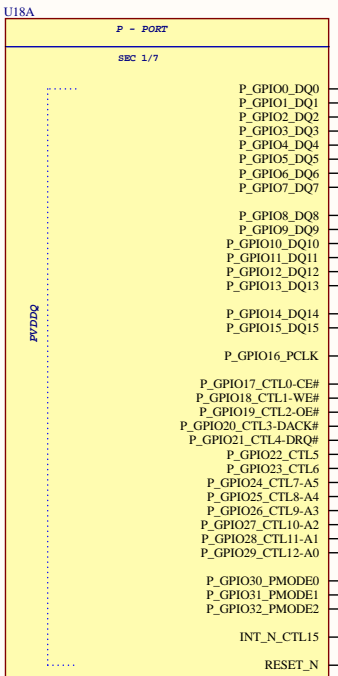 U18A
P - PORT
SEC 1/7
P_GPIO0_DQ0
P_GPIO1_DQ1
P_GPIO2_DQ2
P_GPIO3_DQ3
P_GPIO4_DQ4
P_GPIO5_DQ5
P_GPIO6_DQ6
P_GPIO7_DQ7
P_GPIO8_DQ8
P_GPIO9_DQ9
P_GPIO10_DQ10
P_GPIO11_DQ11
P_GPIO12_DQ12
P_GPIO13_DQ13
P_GPIO14_DQ14
P_GPIO15_DQ15
PVDDQ
P_GPIO16_PCLK
P_GPIO17_CTL0-CE#
P_GPIO18_CTL1-WE#
P_GPIO19_CTL2-OE#
P_GPIO20_CTL3-DACK#
P_GPIO21_CTL4-DRQ#
P_GPIO22_CTL5
P_GPIO23_CTL6
P_GPIO24_CTL7-A5
P_GPIO25_CTL8-A4
P_GPIO26_CTL9-A3
P_GPIO27_CTL10-A2
P_GPIO28_CTL11-A1
P_GPIO29_CTL12-A0
P_GPIO30_PMODE0
P_GPIO31_PMODE1
P_GPIO32_PMODE2
INT_N_CTL15
RESET_N